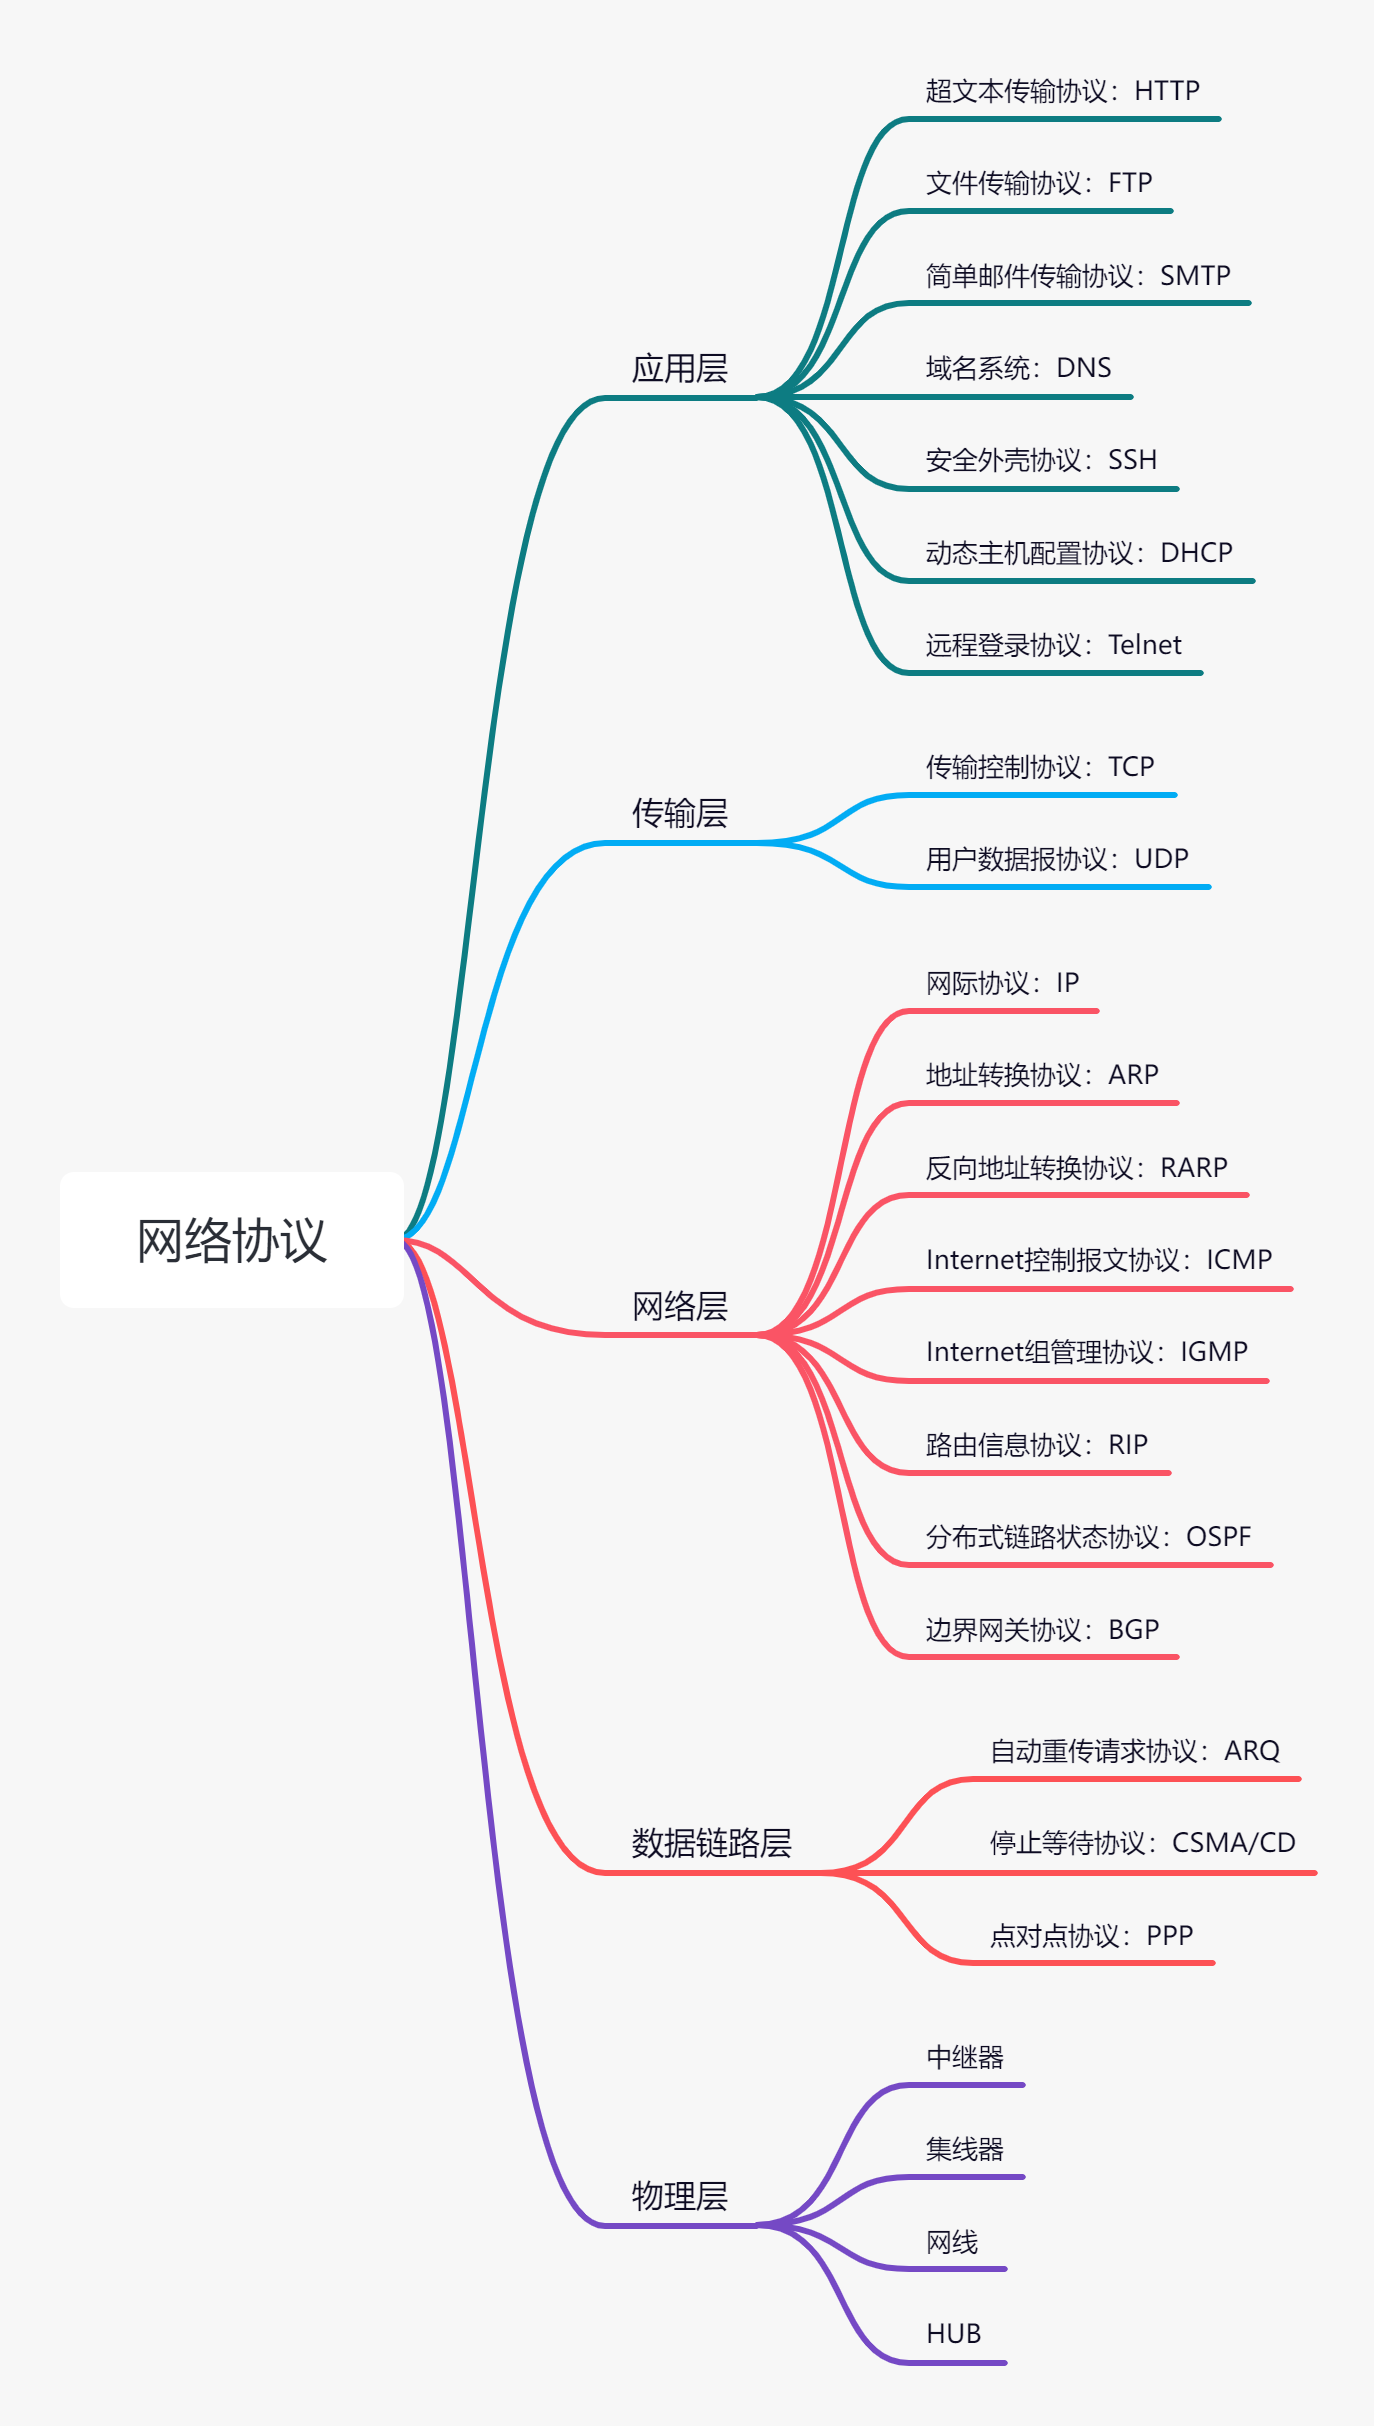 网络协议
应用层
超文本传输协议：HTTP
文件传输协议：FTP
简单邮件传输协议：SMTP
域名系统：DNS
安全外壳协议：SSH
动态主机配置协议：DHCP
远程登录协议：Telnet
传输层
传输控制协议：TCP
用户数据报协议：UDP
网络层
网际协议：IP
地址转换协议：ARP
反向地址转换协议：RARP
Internet控制报文协议：ICMP
Internet组管理协议：IGMP
路由信息协议：RIP
分布式链路状态协议：OSPF
边界网关协议：BGP
数据链路层
自动重传请求协议：ARQ
停止等待协议：CSMA/CD
点对点协议：PPP
物理层
中继器
集线器
网线
HUB